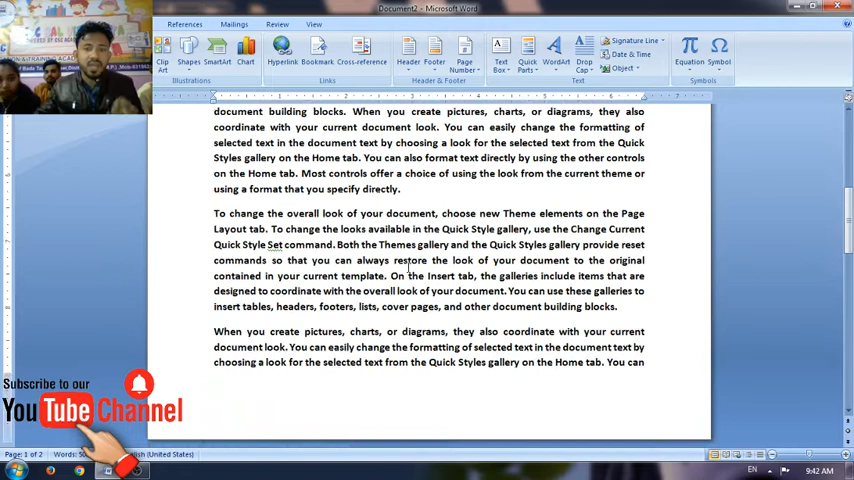 Document2 - Microsoft Word
References Mailings Review View
Clip Art
Shapes
SmartArt
Chart
Hyperlink
Bookmark
Cross-reference
Header
Footer
Page Number
Text Box
Quick Parts
WordArt
Drop Cap
Signature Line
Date & Time
Object
Equation
Symbol
Illustrations
Links
Header & Footer
Text
Symbols
document building blocks. When you create pictures, charts, or diagrams, they also
coordinate with your current document look. You can easily change the formatting of
selected text in the document text by choosing a look for the selected text from the Quick
Styles gallery on the Home tab. You can also format text directly by using the other controls
on the Home tab. Most controls offer a choice of using the look from the current theme or
using a format that you specify directly.
To change the overall look of your document, choose new Theme elements on the Page
Layout tab. To change the looks available in the Quick Style gallery, use the Change Current
Quick Style Set command. Both the Themes gallery and the Quick Styles gallery provide reset
commands so that you can always restore the look of your document to the original
contained in your current template. On the Insert tab, the galleries include items that are
designed to coordinate with the overall look of your document. You can use these galleries to
insert tables, headers, footers, lists, cover pages, and other document building blocks.
When you create pictures, charts, or diagrams, they also coordinate with your current
document look. You can easily change the formatting of selected text in the document text by
choosing a look for the selected text from the Quick Styles gallery on the Home tab. You can
Subscribe to our
You Tube Channel
Page: 1 of 2
English (United States)
EN
9:42 AM